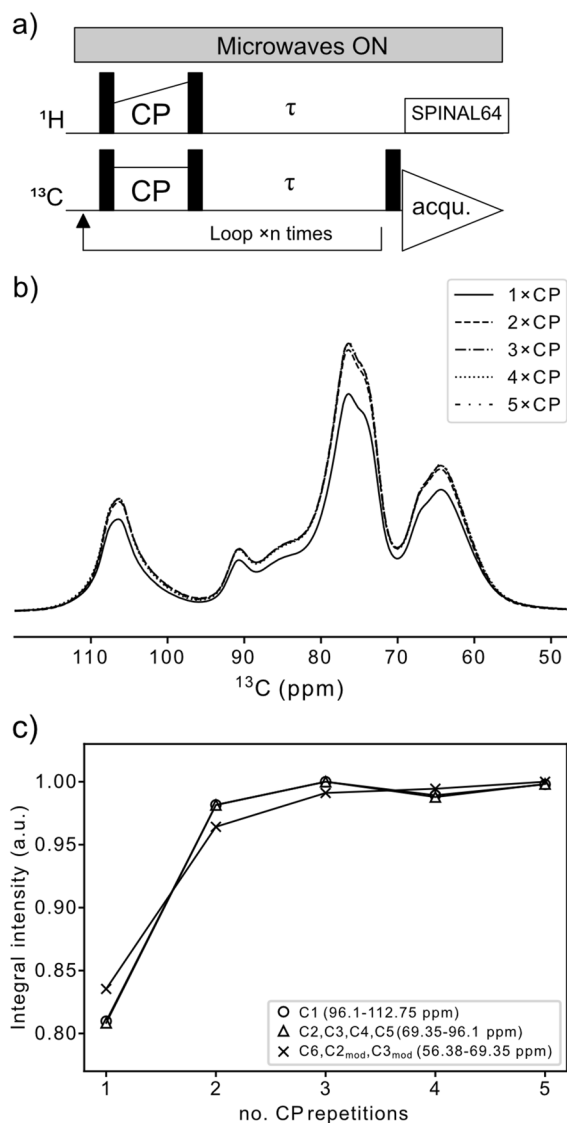 a)
Microwaves ON
¹H
CP
τ
SPINAL64
¹³C
CP
τ
acqu.
Loop ×n times
b)
1×CP
2×CP
3×CP
4×CP
5×CP
110 100 90 80 70 60 50
¹³C (ppm)
c)
Integral intensity (a.u.)
1.00
0.95
0.90
0.85
0.80
C1 (96.1-112.75 ppm)
C2,C3,C4,C5 (69.35-96.1 ppm)
C6,C2mod,C3mod (56.38-69.35 ppm)
1 2 3 4 5
no. CP repetitions